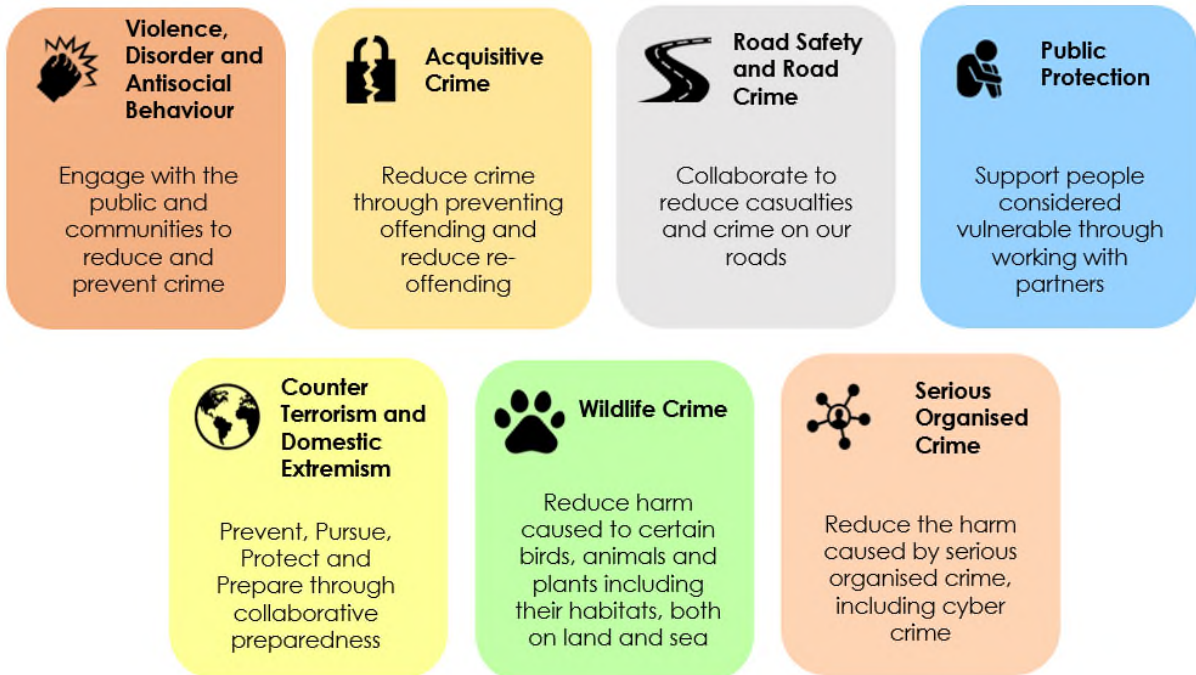 Violence,
Disorder and
Antisocial
Behaviour
Engage with the
public and
communities to
reduce and
prevent crime
Acquisitive
Crime
Reduce crime
through preventing
offending and
reduce re-
offending
Road Safety
and Road
Crime
Collaborate to
reduce casualties
and crime on our
roads
Public
Protection
Support people
considered
vulnerable through
working with
partners
Counter
Terrorism and
Domestic
Extremism
Prevent, Pursue,
Protect and
Prepare through
collaborative
preparedness
Wildlife Crime
Reduce harm
caused to certain
birds, animals and
plants including
their habitats, both
on land and sea
Serious
Organised
Crime
Reduce the harm
caused by serious
organised crime,
including cyber
crime